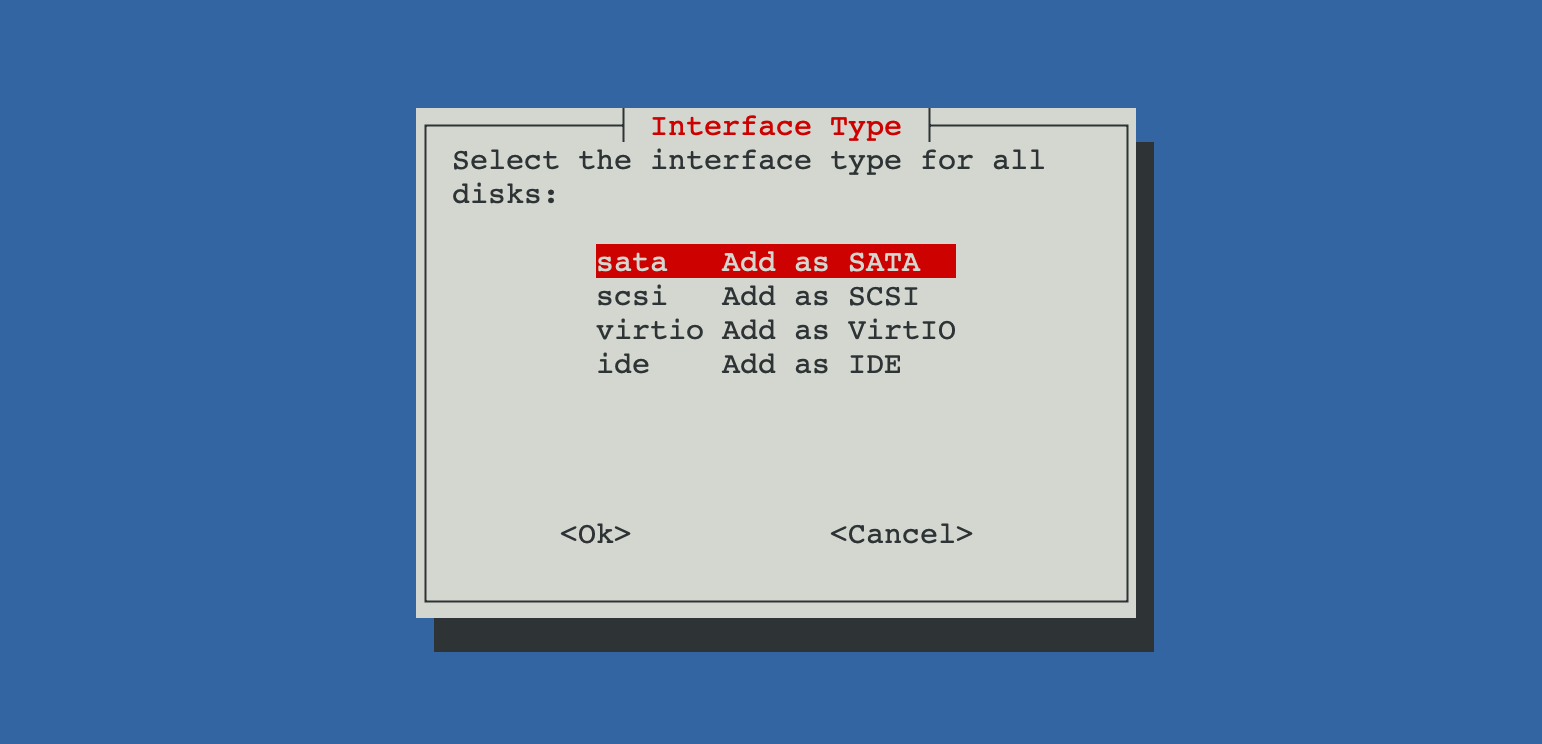 Interface Type
Select the interface type for all
disks:
sata   Add as SATA
scsi   Add as SCSI
virtio Add as VirtIO
ide    Add as IDE
<Ok> <Cancel>